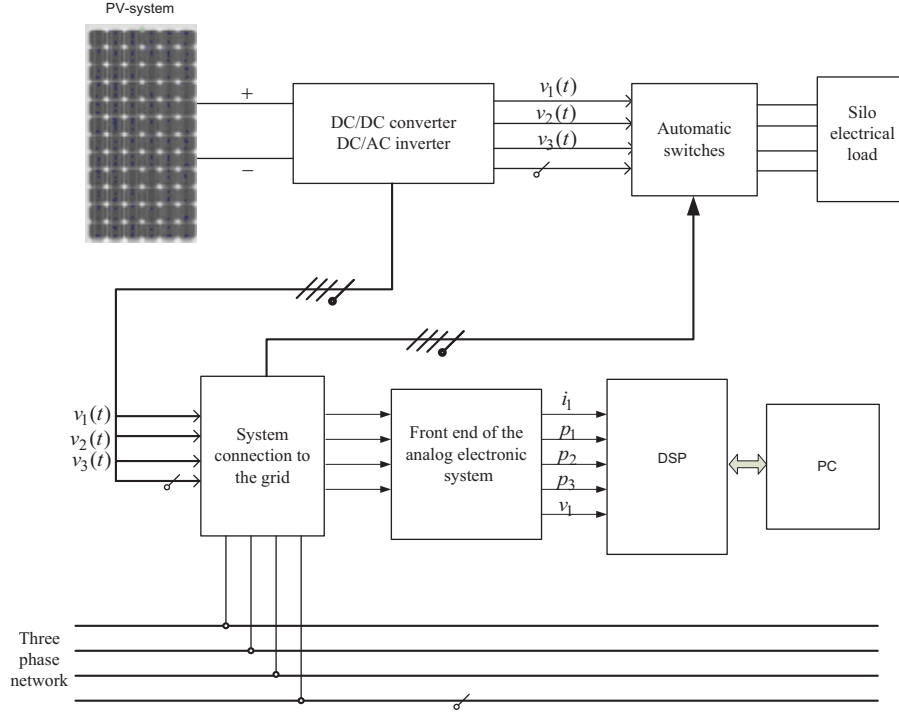 PV-system
+
−
DC/DC converter
DC/AC inverter
v₁(t)
v₂(t)
v₃(t)
Automatic
switches
Silo
electrical
load
v₁(t)
v₂(t)
v₃(t)
System
connection to
the grid
Front end of the
analog electronic
system
i₁
p₁
p₂
p₃
v₁
DSP
PC
Three
phase
network